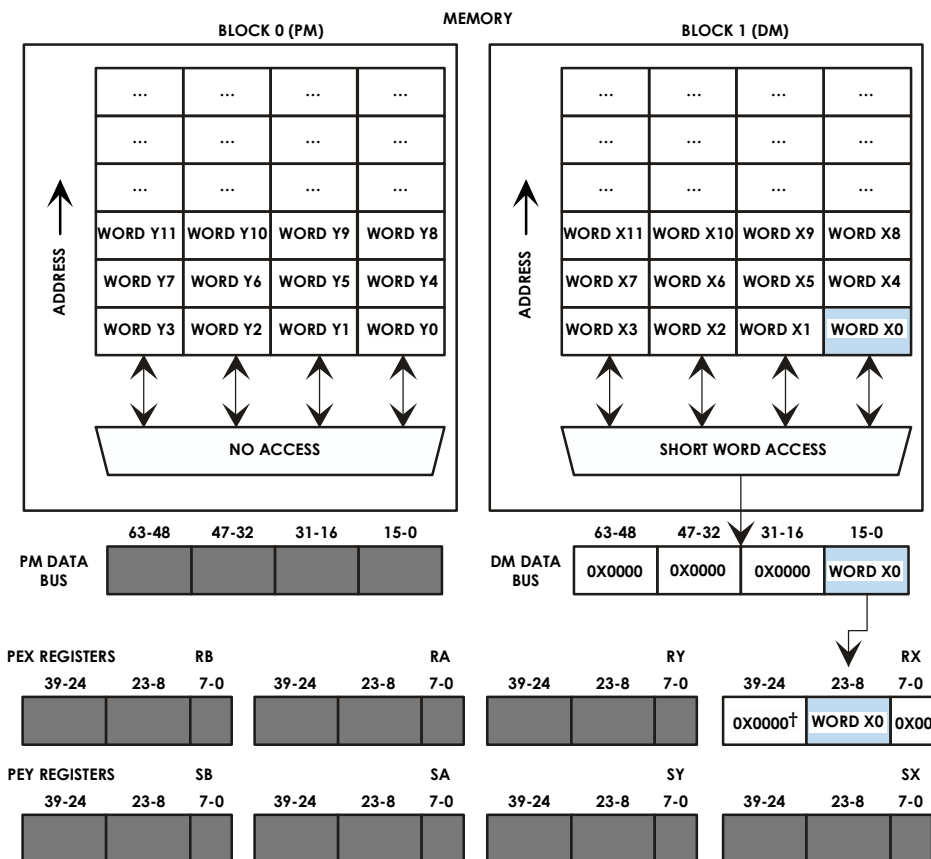 MEMORY
BLOCK 0 (PM) BLOCK 1 (DM)
... ... ... ... ... ... ... ...
... ... ... ... ... ... ... ...
... ... ... ... ... ... ... ...
WORD Y11 WORD Y10 WORD Y9 WORD Y8 WORD X11 WORD X10 WORD X9 WORD X8
ADDRESS ADDRESS
WORD Y7 WORD Y6 WORD Y5 WORD Y4 WORD X7 WORD X6 WORD X5 WORD X4
WORD Y3 WORD Y2 WORD Y1 WORD Y0 WORD X3 WORD X2 WORD X1 WORD X0
NO ACCESS SHORT WORD ACCESS
63-48 47-32 31-16 15-0 63-48 47-32 31-16 15-0
PM DATA BUS DM DATA BUS 0X0000 0X0000 0X0000 WORD X0
PEX REGISTERS RB RA RY RX
39-24 23-8 7-0 39-24 23-8 7-0 39-24 23-8 7-0 39-24 23-8 7-0
0X0000† WORD X0 0X00
PEY REGISTERS SB SA SY SX
39-24 23-8 7-0 39-24 23-8 7-0 39-24 23-8 7-0 39-24 23-8 7-0